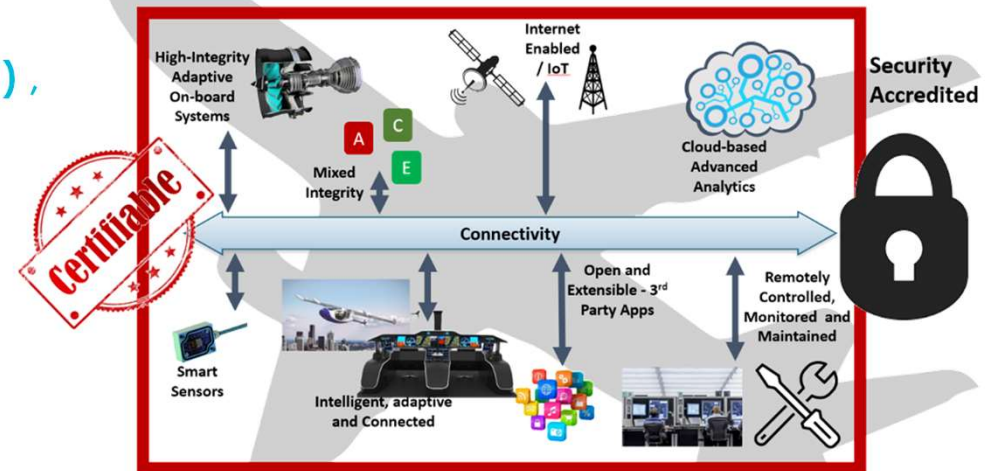 ),
High-Integrity
Adaptive
On-board
Systems
A
C
E
Mixed
Integrity
Internet
Enabled
/ IoT
Cloud-based
Advanced
Analytics
Security
Accredited
Certifiable
Connectivity
Smart
Sensors
Intelligent, adaptive
and Connected
Open and
Extensible - 3rd
Party Apps
Remotely
Controlled,
Monitored and
Maintained